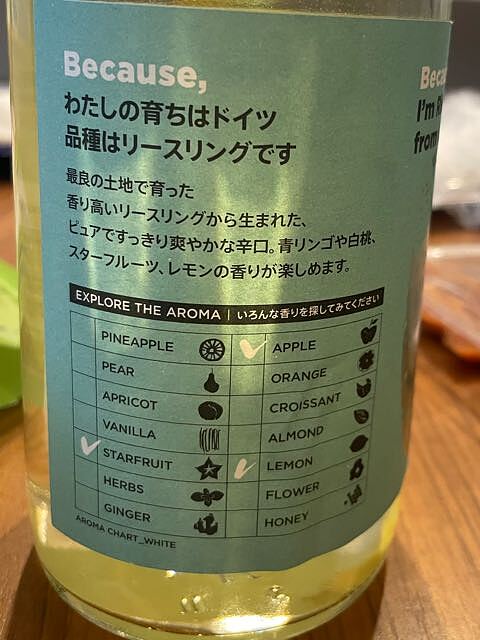 Because,
わたしの育ちはドイツ
品種はリースリングです
最良の土地で育った
香り高いリースリングから生まれた、
ピュアですっきり爽やかな辛口。青リンゴや白桃、
スターフルーツ、レモンの香りが楽しめます。
EXPLORE THE AROMA | いろんな香りを探してみてください
PINEAPPLE
PEAR
APRICOT
VANILLA
STARFRUIT
HERBS
GINGER
APPLE
ORANGE
CROISSANT
ALMOND
LEMON
FLOWER
HONEY
AROMA CHART_WHITE
I'm
from